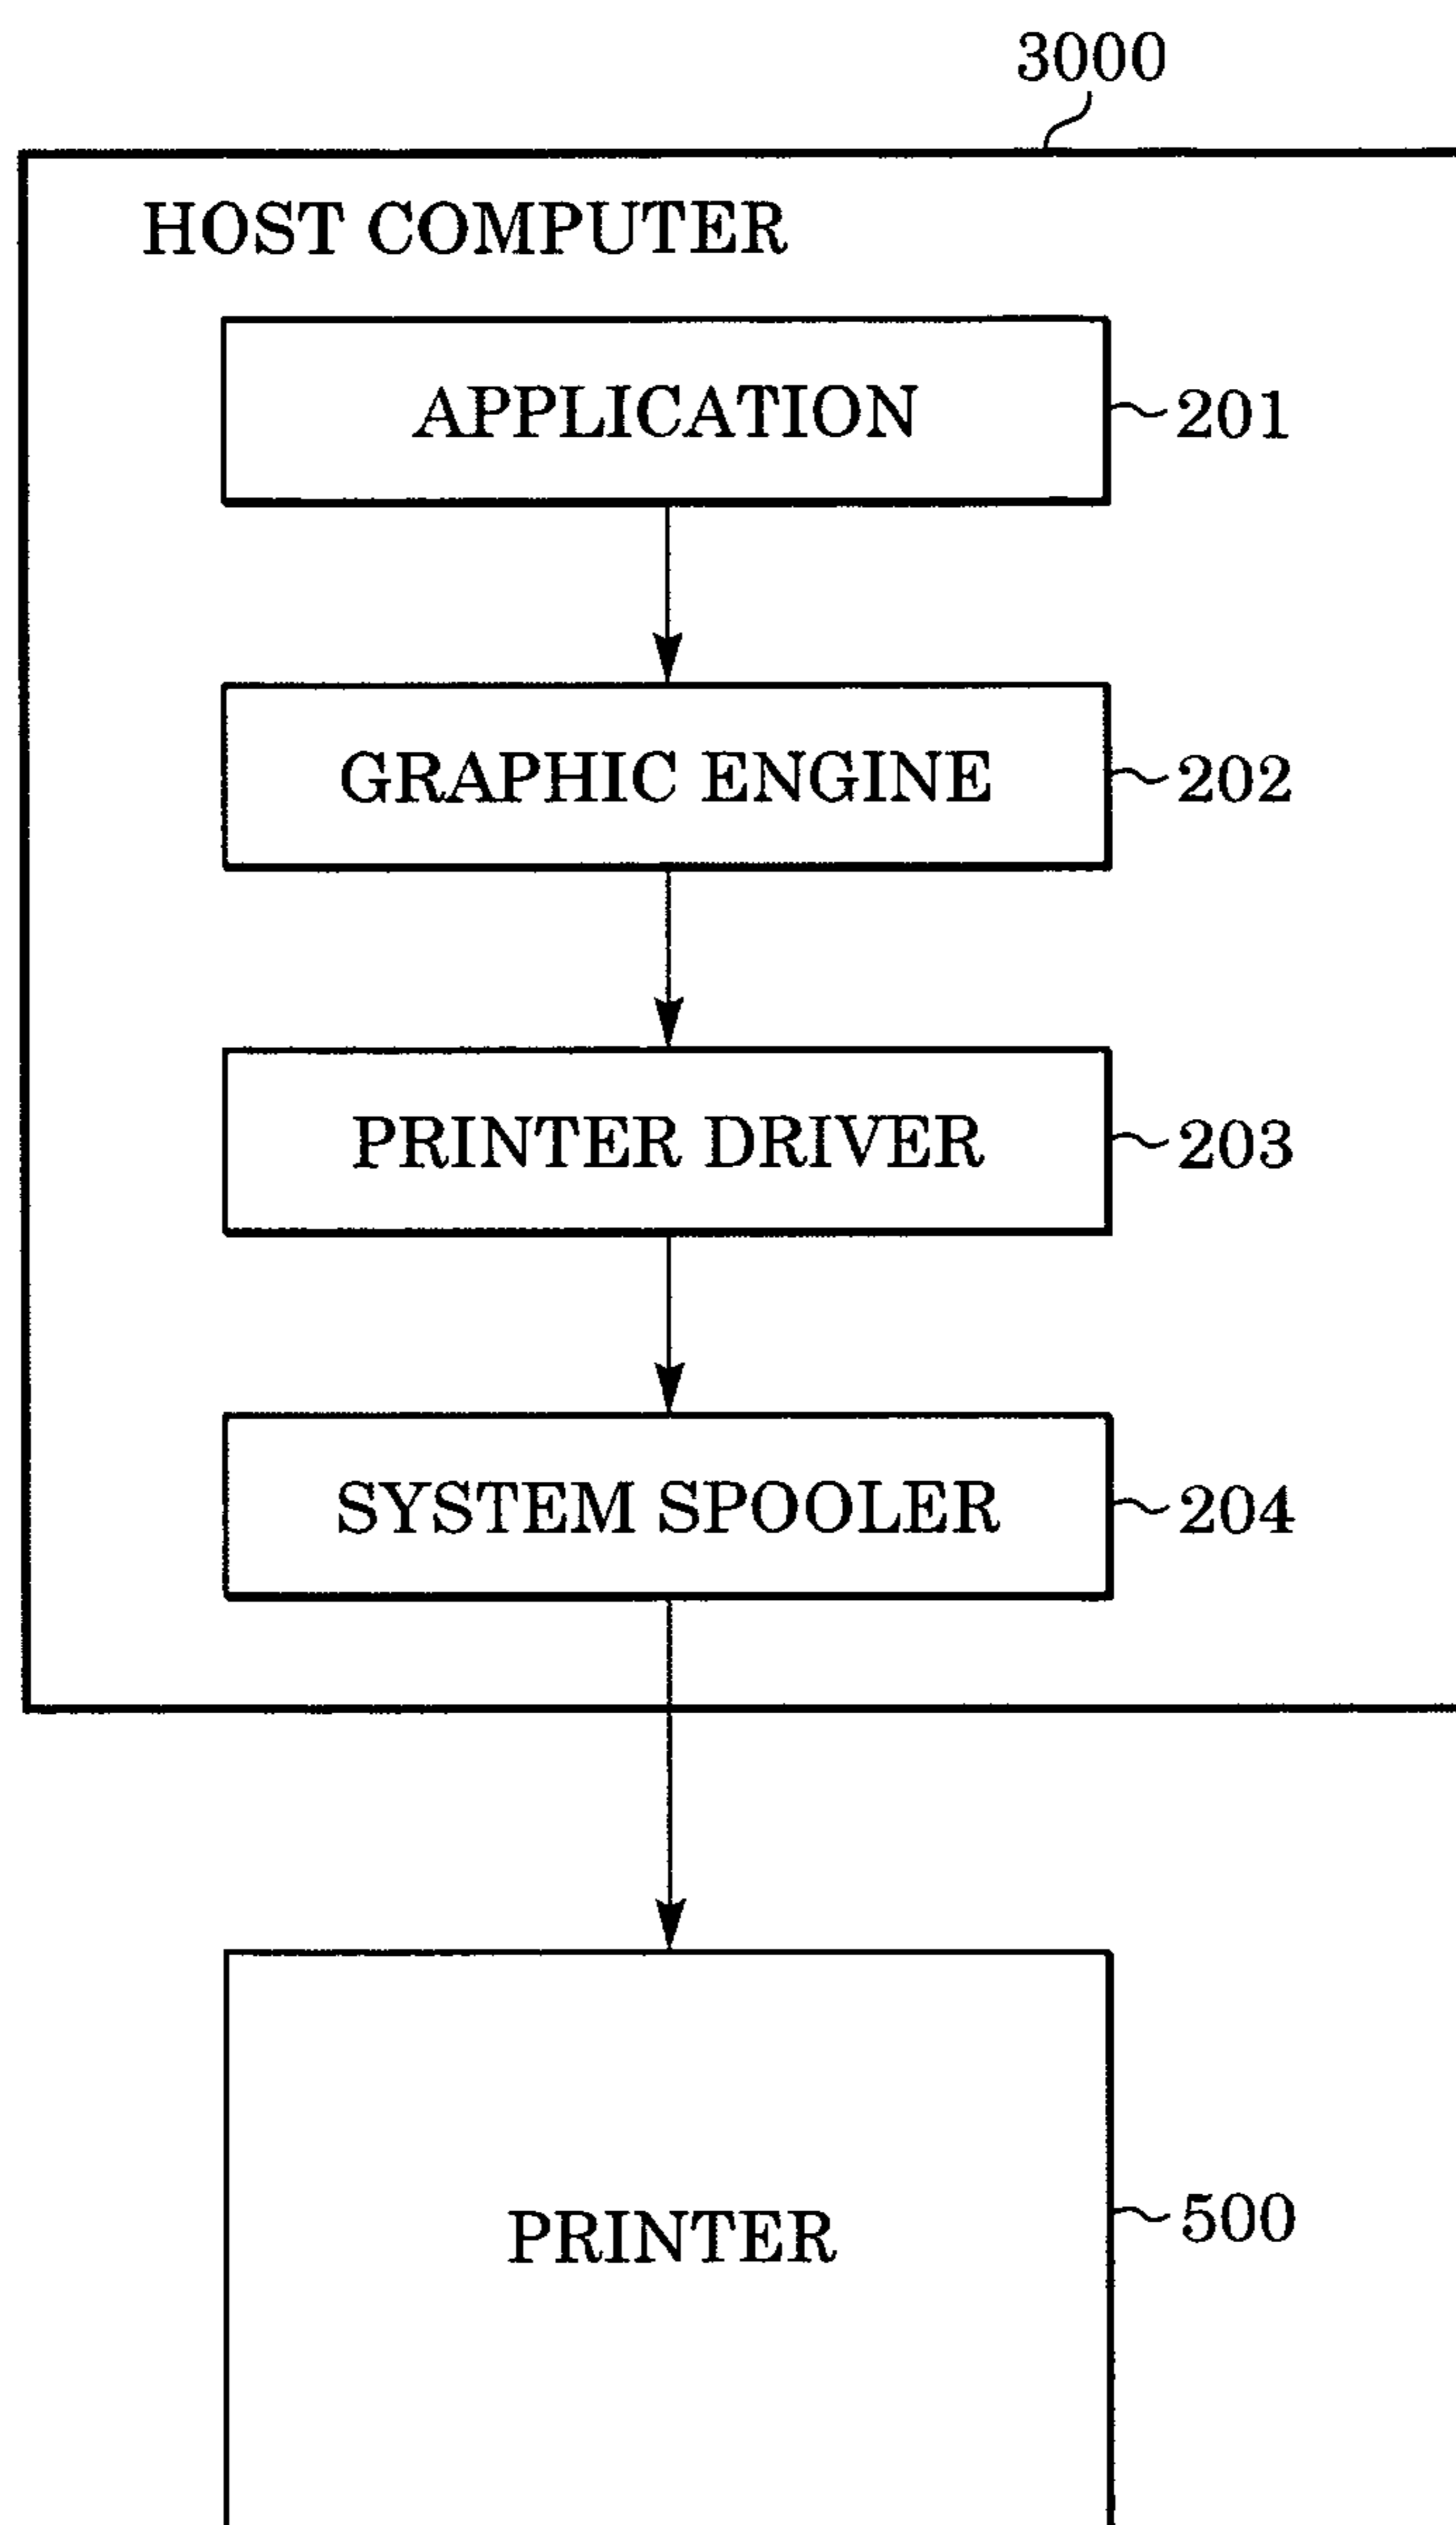 3000
HOST COMPUTER
APPLICATION
201
GRAPHIC ENGINE
202
PRINTER DRIVER
203
SYSTEM SPOOLER
204
PRINTER
500